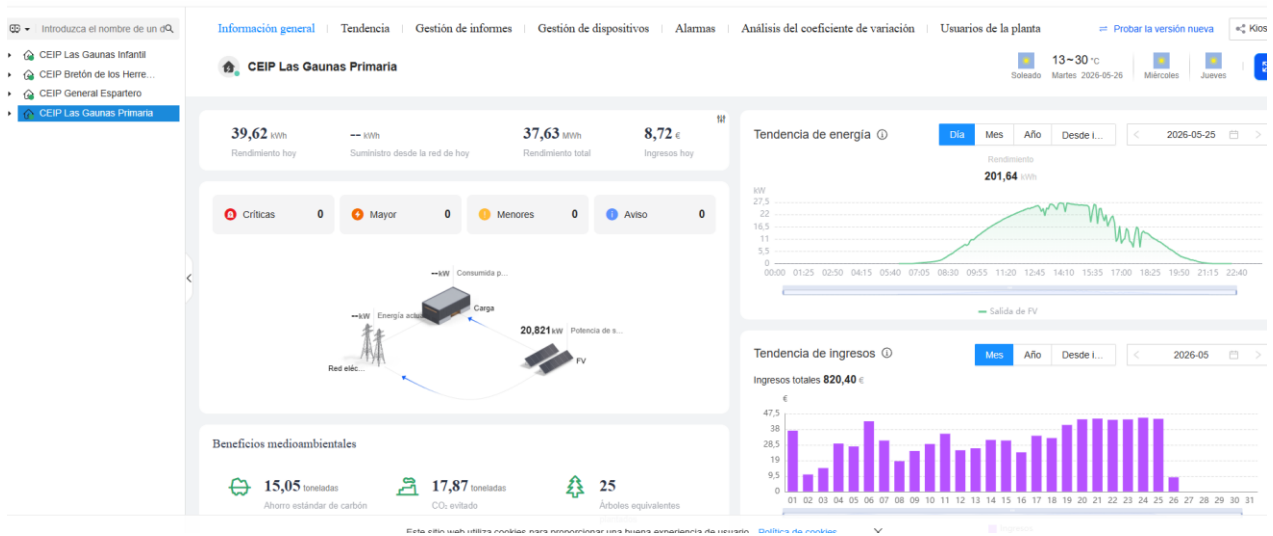 Introduzca el nombre de un d
CEIP Las Gaunas Infantil
CEIP Bretón de los Herre...
CEIP General Espartero
CEIP Las Gaunas Primaria
Información general
Tendencia
Gestión de informes
Gestión de dispositivos
Alarmas
Análisis del coeficiente de variación
Usuarios de la planta
Probar la versión nueva
Kios
CEIP Las Gaunas Primaria
Soleado
13~30 °C
Martes 2026-05-26
Miércoles
Jueves
39,62 kWh
Rendimiento hoy
-- kWh
Suministro desde la red de hoy
37,63 MWh
Rendimiento total
8,72 €
Ingresos hoy
Críticas 0
Mayor 0
Menores 0
Aviso 0
--kW Consumida p...
Carga
--kW Energía actu
20,821 kW Potencia de s...
FV
Red eléc...
Beneficios medioambientales
15,05 toneladas
Ahorro estándar de carbón
17,87 toneladas
CO₂ evitado
25
Árboles equivalentes
Tendencia de energía
Día Mes Año Desde i...
2026-05-25
Rendimiento
201,64 kWh
kW
27,5
22
16,5
11
5,5
0
00:00 01:25 02:50 04:15 05:40 07:05 08:30 09:55 11:20 12:45 14:10 15:35 17:00 18:25 19:50 21:15 22:40
Salida de FV
Tendencia de ingresos
Mes Año Desde i...
2026-05
Ingresos totales 820,40 €
€
47,5
38
28,5
19
9,5
0
01 02 03 04 05 06 07 08 09 10 11 12 13 14 15 16 17 18 19 20 21 22 23 24 25 26 27 28 29 30 31
Este sitio web utiliza cookies para proporcionar una buena experiencia de usuario. Política de cookies